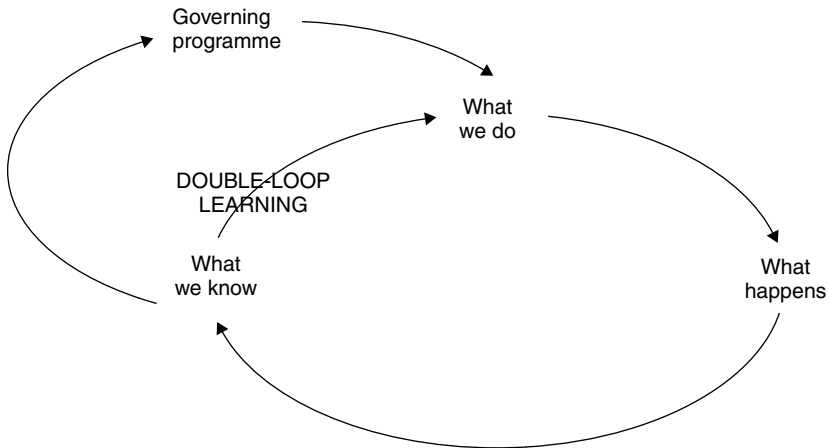 Governing
programme
What
we do
DOUBLE-LOOP
LEARNING
What
we know
What
happens